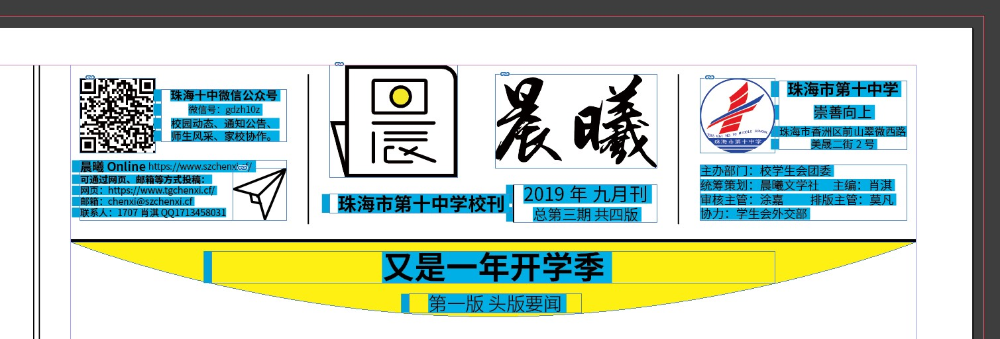 珠海十中微信公众号
微信号：gdzh10z
校园动态、通知公告、
师生风采、家校协作。
晨曦 Online https://www.szchenxi.cf/
可通过网页、邮箱等方式投稿：
网页：https://www.tgchenxi.cf/
邮箱：chenxi@szchenxi.cf
联系人：1707 肖淇 QQ1713458031
晨
晨曦
珠海市第十中学校刊
2019 年 九月刊
总第三期 共四版
ZHU HAI NO.10 MIDDLE SCHOOL
珠海市第十中学
珠海市第十中学
崇善向上
珠海市香洲区前山翠微西路
美晟二街 2 号
主办部门：校学生会团委
统筹策划：晨曦文学社 主编：肖淇
审核主管：涂嘉 排版主管：莫凡
协力：学生会外交部
又是一年开学季
第一版 头版要闻